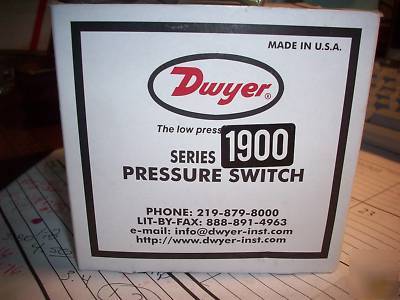 MADE IN U.S.A.
Dwyer®
The low press
SERIES 1900
PRESSURE SWITCH
PHONE: 219-879-8000
LIT-BY-FAX: 888-891-4963
e-mail: info@dwyer-inst.com
http://www.dwyer-inst.com